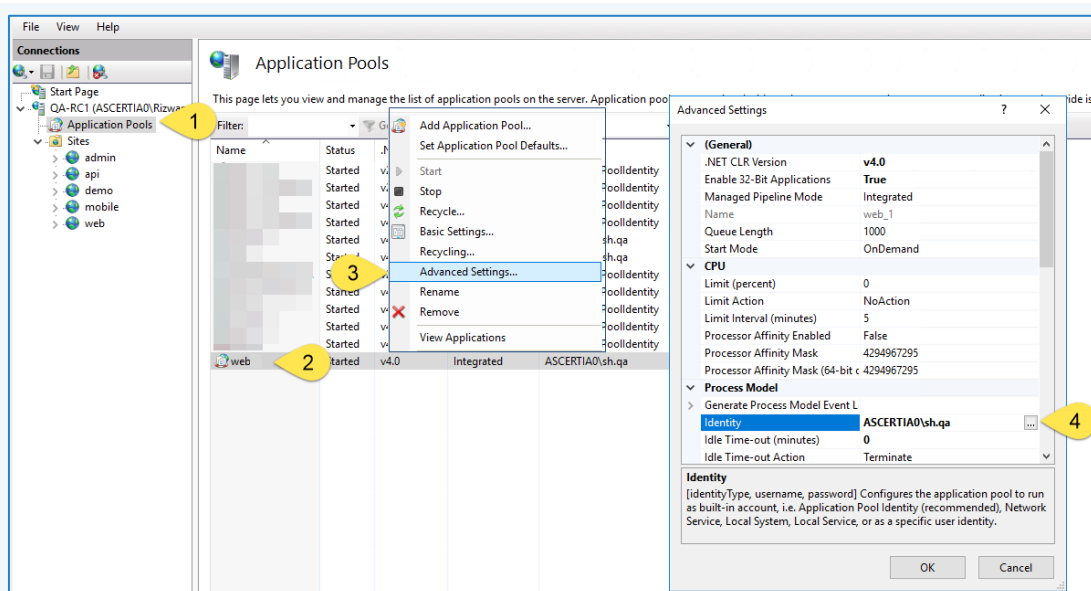 File View Help
Connections
Start Page
QA-RC1 (ASCERTIA0\Rizwa
Application Pools
Sites
admin
api
demo
mobile
web
1
Application Pools
This page lets you view and manage the list of application pools on the server. Application poo
Filter:
Name Status
Started
Started
Started
Started
Started
Started
Started
Started
Started
web Started v4.0 Integrated ASCERTIA0\sh.qa
2
PoolIdentity
PoolIdentity
PoolIdentity
PoolIdentity
sh.qa
sh.qa
PoolIdentity
PoolIdentity
PoolIdentity
PoolIdentity
PoolIdentity
Add Application Pool...
Set Application Pool Defaults...
Start
Stop
Recycle...
Basic Settings...
Recycling...
Advanced Settings...
Rename
Remove
View Applications
3
Advanced Settings ? X
(General)
.NET CLR Version v4.0
Enable 32-Bit Applications True
Managed Pipeline Mode Integrated
Name web_1
Queue Length 1000
Start Mode OnDemand
CPU
Limit (percent) 0
Limit Action NoAction
Limit Interval (minutes) 5
Processor Affinity Enabled False
Processor Affinity Mask 4294967295
Processor Affinity Mask (64-bit c 4294967295
Process Model
Generate Process Model Event L
Identity ASCERTIA0\sh.qa ...
4
Idle Time-out (minutes) 0
Idle Time-out Action Terminate
Identity
[identityType, username, password] Configures the application pool to run
as built-in account, i.e. Application Pool Identity (recommended), Network
Service, Local System, Local Service, or as a specific user identity.
OK Cancel